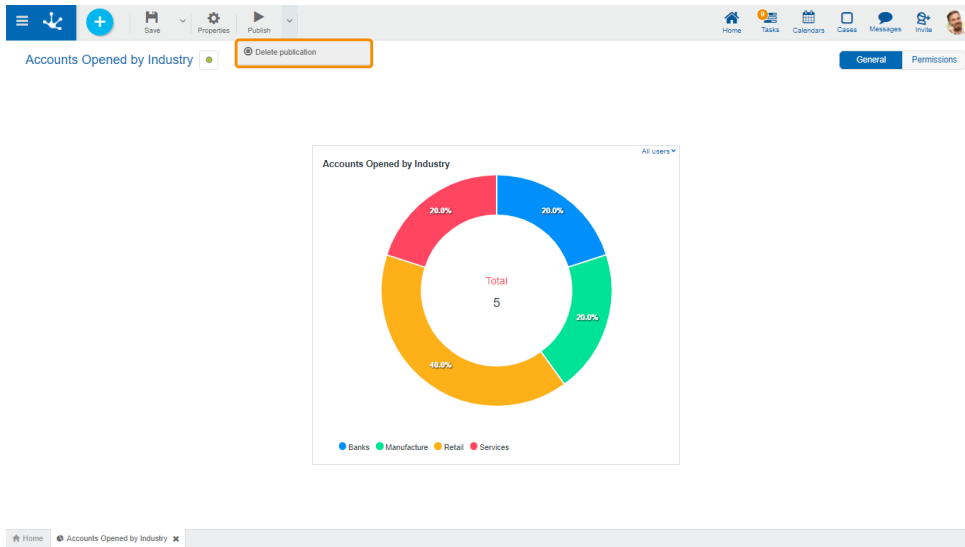 Save
Properties
Publish
Home
Tasks
Calendars
Cases
Messages
Invite
Delete publication
Accounts Opened by Industry
General
Permissions
All users
Accounts Opened by Industry
20.0%
20.0%
Total
5
20.0%
40.0%
Banks
Manufacture
Retail
Services
Home
Accounts Opened by Industry